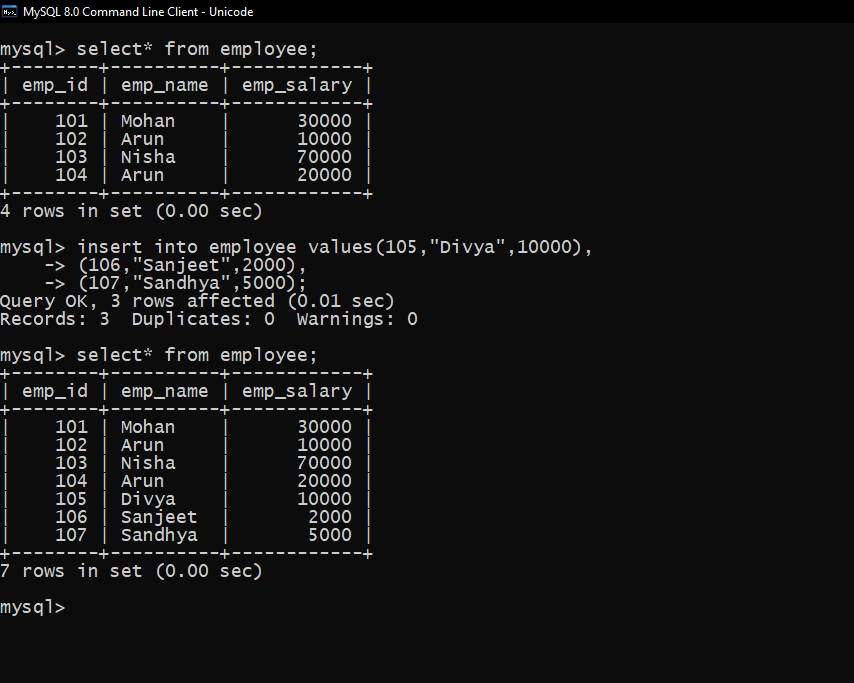 MySQL 8.0 Command Line Client - Unicode
mysql> select* from employee;
+--------+----------+------------+
| emp_id | emp_name | emp_salary |
+--------+----------+------------+
|    101 | Mohan    |      30000 |
|    102 | Arun     |      10000 |
|    103 | Nisha    |      70000 |
|    104 | Arun     |      20000 |
+--------+----------+------------+
4 rows in set (0.00 sec)
mysql> insert into employee values(105,"Divya",10000),
    -> (106,"Sanjeet",2000),
    -> (107,"Sandhya",5000);
Query OK, 3 rows affected (0.01 sec)
Records: 3  Duplicates: 0  Warnings: 0
mysql> select* from employee;
+--------+----------+------------+
| emp_id | emp_name | emp_salary |
+--------+----------+------------+
|    101 | Mohan    |      30000 |
|    102 | Arun     |      10000 |
|    103 | Nisha    |      70000 |
|    104 | Arun     |      20000 |
|    105 | Divya    |      10000 |
|    106 | Sanjeet  |       2000 |
|    107 | Sandhya  |       5000 |
+--------+----------+------------+
7 rows in set (0.00 sec)
mysql>